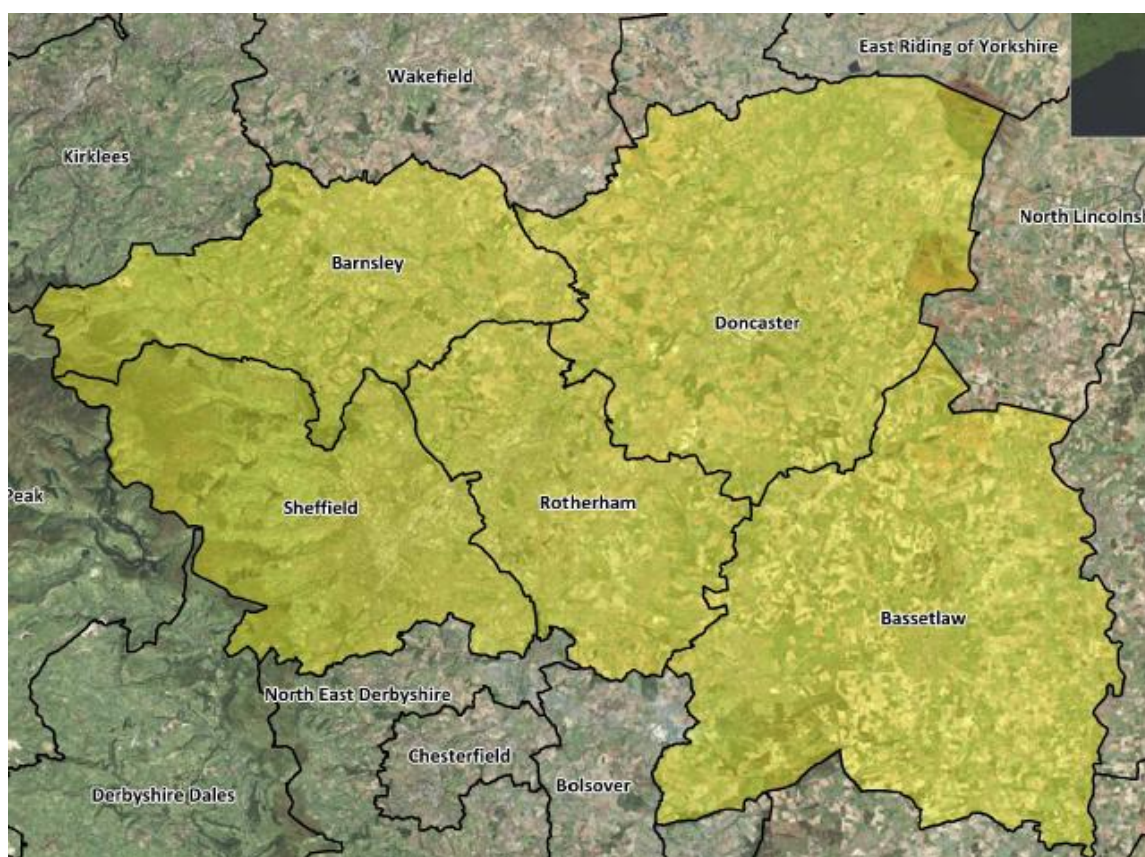 East Riding of Yorkshire
Wakefield
Kirklees
North Lincolnsh
Barnsley
Doncaster
Peak
Sheffield
Rotherham
Bassetlaw
North East Derbyshire
Chesterfield
Bolsover
Derbyshire Dales